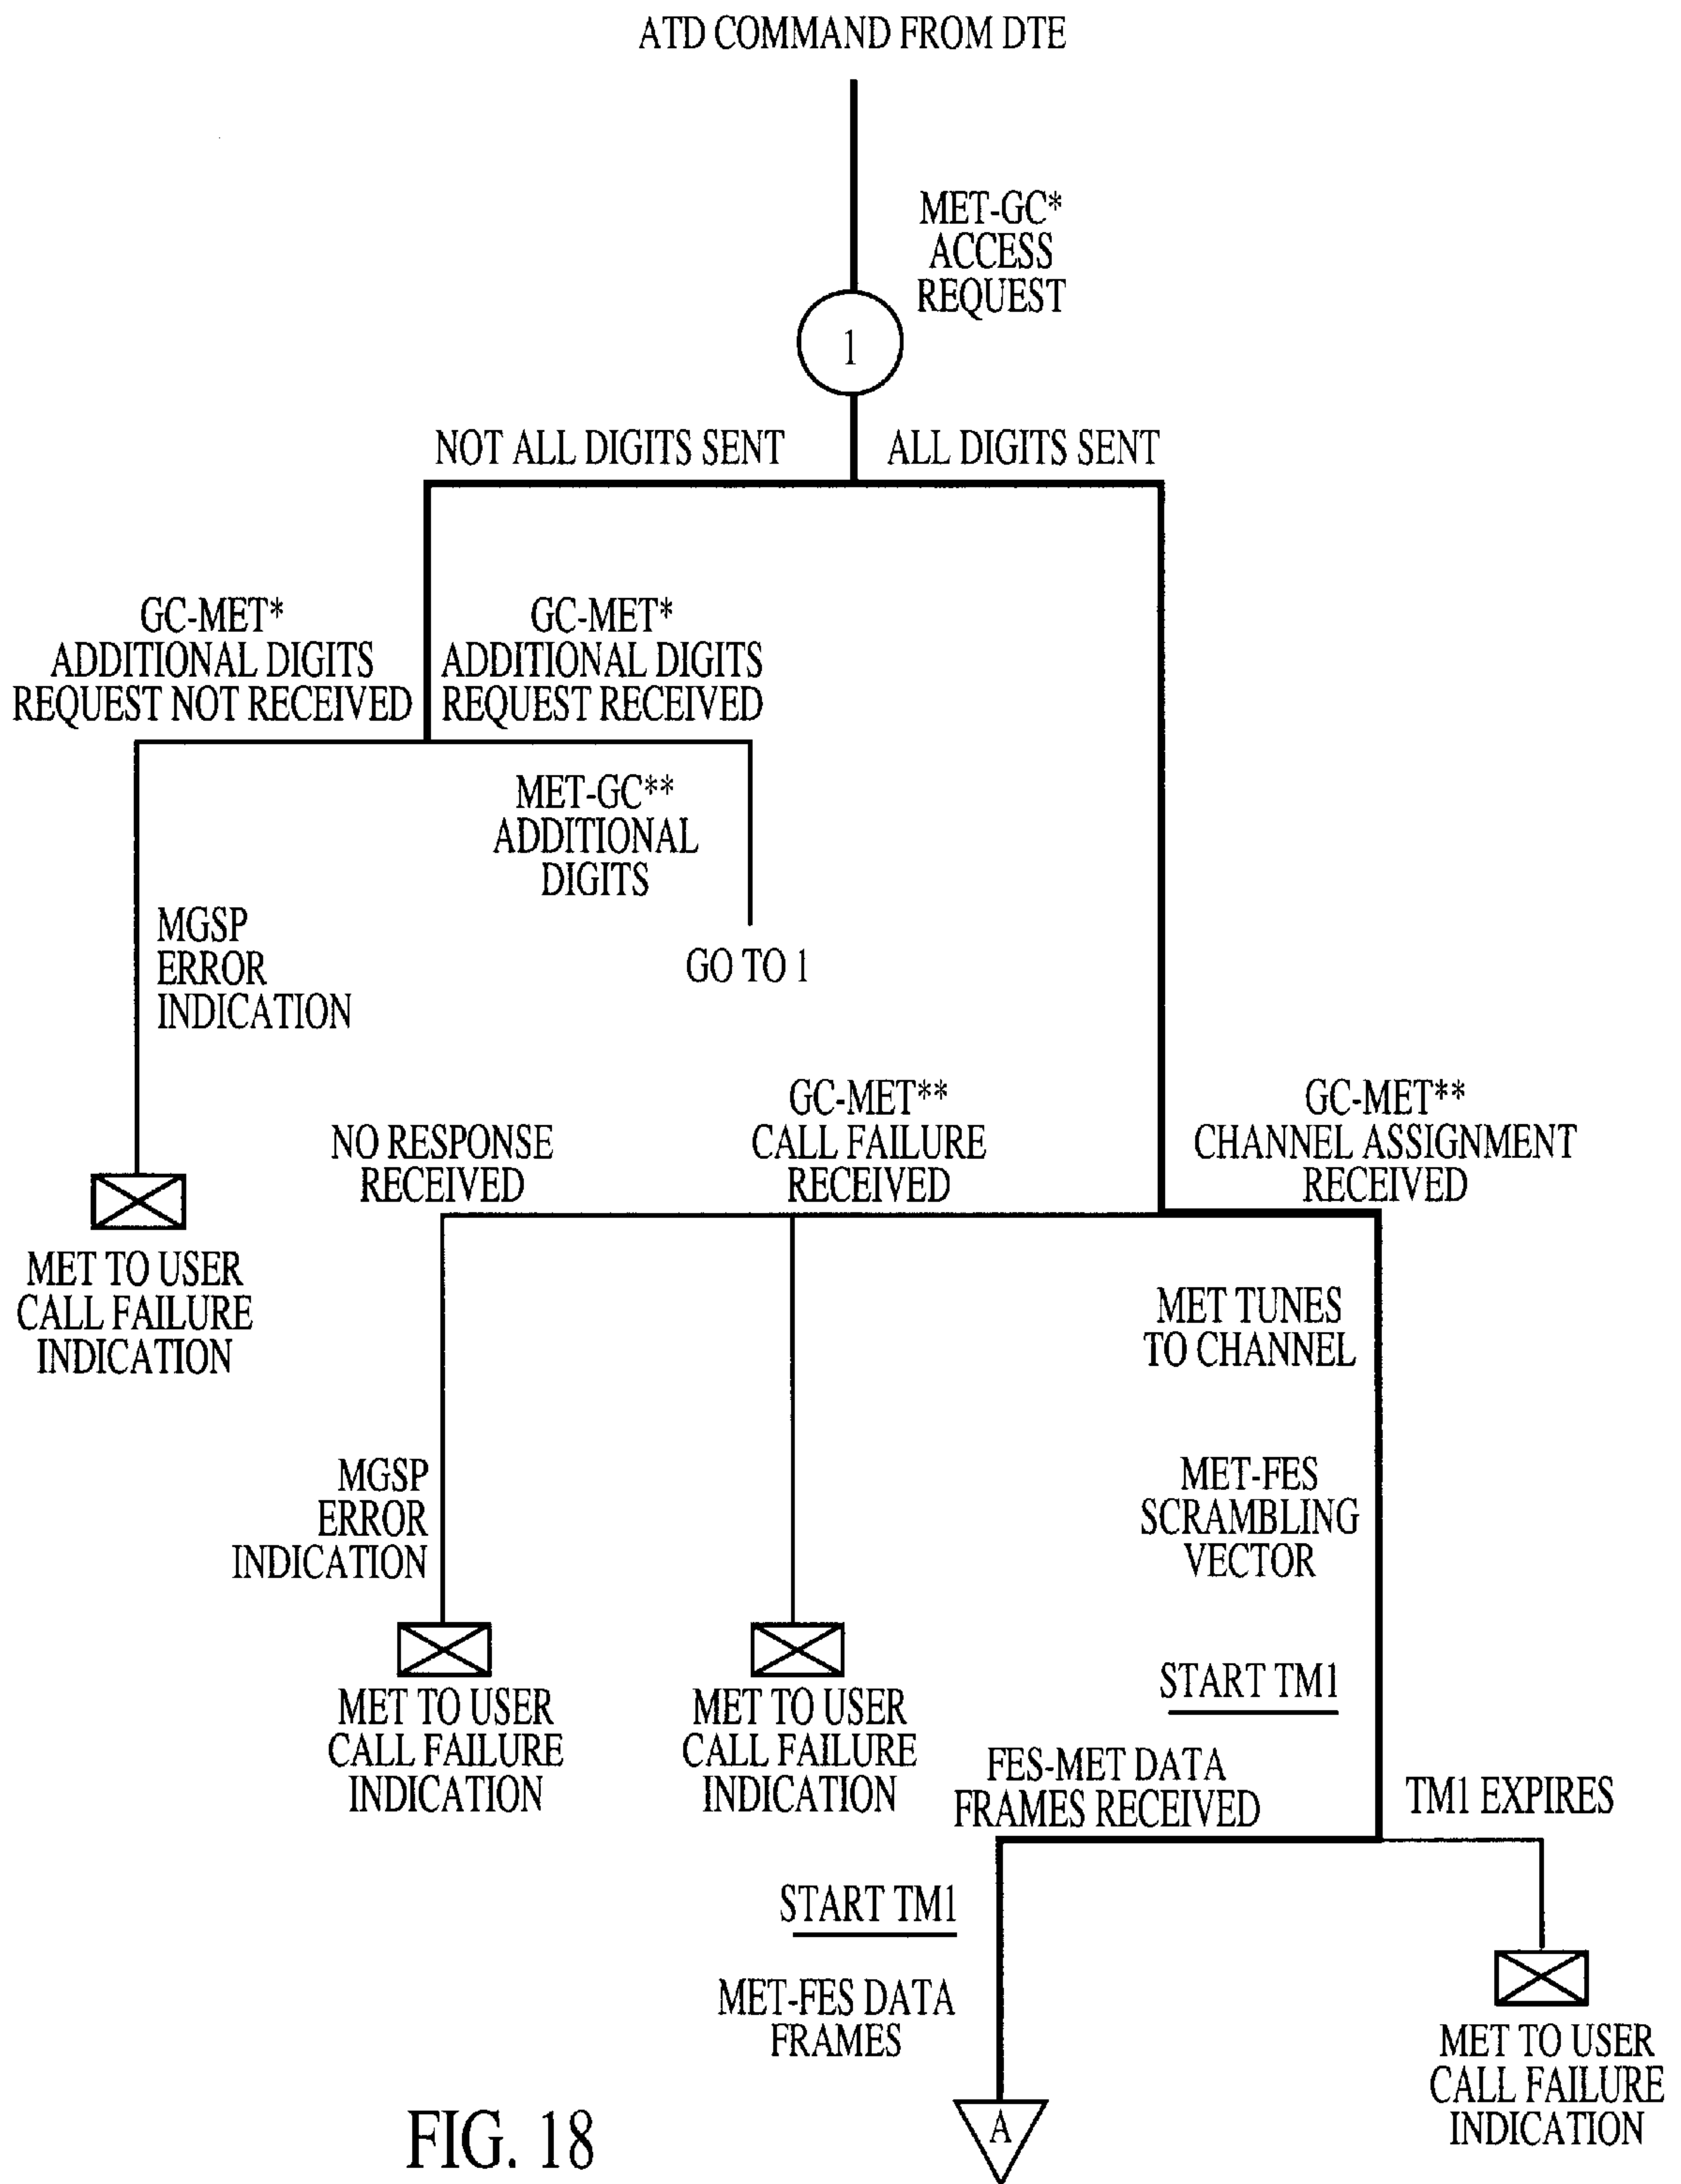 ATD COMMAND FROM DTE
MET-GC*
ACCESS
REQUEST
1
NOT ALL DIGITS SENT
ALL DIGITS SENT
GC-MET*
ADDITIONAL DIGITS
REQUEST NOT RECEIVED
GC-MET*
ADDITIONAL DIGITS
REQUEST RECEIVED
MET-GC**
ADDITIONAL
DIGITS
GO TO 1
MGSP
ERROR
INDICATION
MET TO USER
CALL FAILURE
INDICATION
NO RESPONSE
RECEIVED
GC-MET**
CALL FAILURE
RECEIVED
GC-MET**
CHANNEL ASSIGNMENT
RECEIVED
MGSP
ERROR
INDICATION
MET TO USER
CALL FAILURE
INDICATION
MET TO USER
CALL FAILURE
INDICATION
MET TUNES
TO CHANNEL
MET-FES
SCRAMBLING
VECTOR
START TM1
FES-MET DATA
FRAMES RECEIVED
TM1 EXPIRES
START TM1
MET-FES DATA
FRAMES
A
MET TO USER
CALL FAILURE
INDICATION
FIG. 18